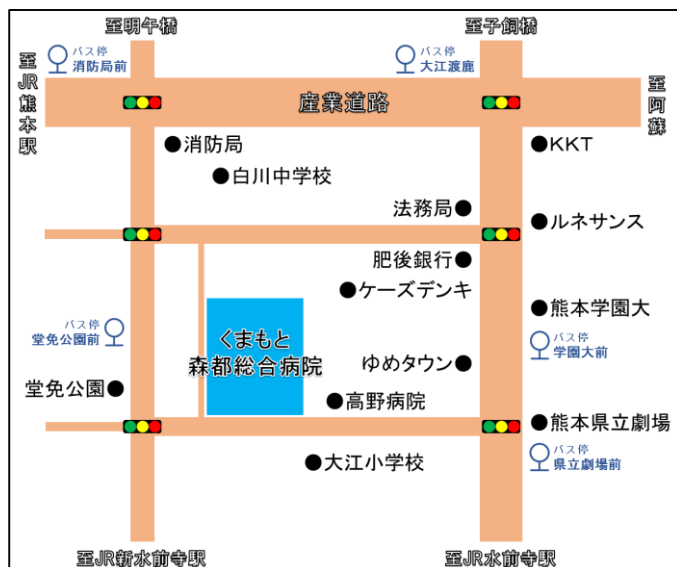 至明午橋
至子飼橋
バス停
消防局前
バス停
大江渡鹿
至JR熊本駅
産業道路
至阿蘇
消防局
KKT
白川中学校
法務局
ルネサンス
肥後銀行
ケーズデンキ
くまもと
森都総合病院
熊本学園大
バス停
堂免公園前
バス停
学園大前
ゆめタウン
堂免公園
高野病院
熊本県立劇場
バス停
県立劇場前
大江小学校
至JR新水前寺駅
至JR水前寺駅